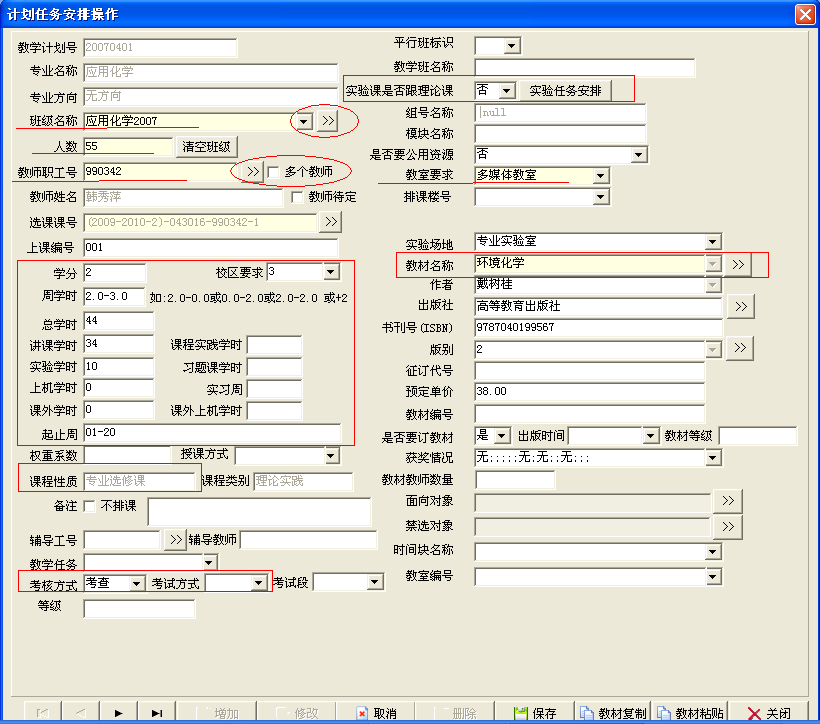 计划任务安排操作
教学计划号 20070401
专业名称 应用化学
专业方向 无方向
班级名称 应用化学2007 >>
人数 55 清空班级
教师职工号 990342 >> 多个教师
教师姓名 韩秀萍 教师待定
选课课号 (2009-2010-2)-043016-990342-1 >>
上课编号 001
学分 2 校区要求 3
周学时 2.0-3.0 如:2.0-0.0或0.0-2.0或2.0-2.0 或+2
总学时 44
讲课学时 34 课程实践学时
实验学时 10 习题课学时
上机学时 0 实习周
课外学时 0 课外上机学时
起止周 01-20
权重系数 授课方式
课程性质 专业选修课 课程类别 理论实践
备注 不排课
辅导工号 >> 辅导教师
教学任务
考核方式 考查 考试方式 考试段
等级
平行班标识
教学班名称
实验课是否跟理论课 否 实验任务安排
组号名称 null
模块名称
是否要公用资源 否
教室要求 多媒体教室
排课楼号
实验场地 专业实验室
教材名称 环境化学 >>
作者 戴树桂
出版社 高等教育出版社 >>
书刊号(ISBN) 9787040199567
版别 2 >>
征订代号
预定单价 38.00
教材编号
是否要订教材 是 出版时间 教材等级
获奖情况 无;;;;;无;无;;无;;;
教材教师数量
面向对象 >>
禁选对象 >>
时间块名称
教室编号
增加 修改 取消 删除 保存 教材复制 教材粘贴 关闭